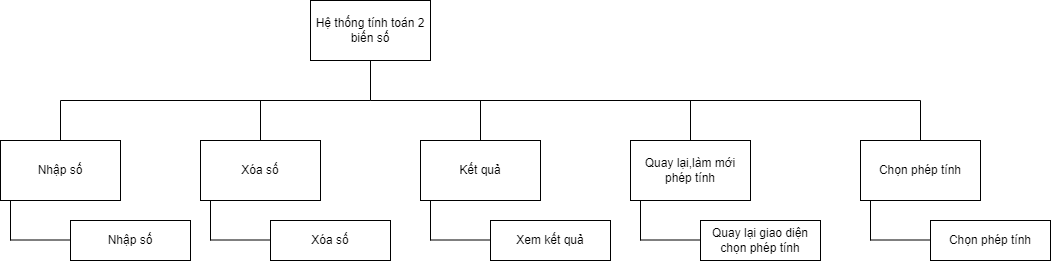 Hệ thống tính toán 2
biến số
Nhập số
Xóa số
Kết quả
Quay lại,làm mới
phép tính
Chọn phép tính
Nhập số
Xóa số
Xem kết quả
Quay lại giao diện
chọn phép tính
Chọn phép tính